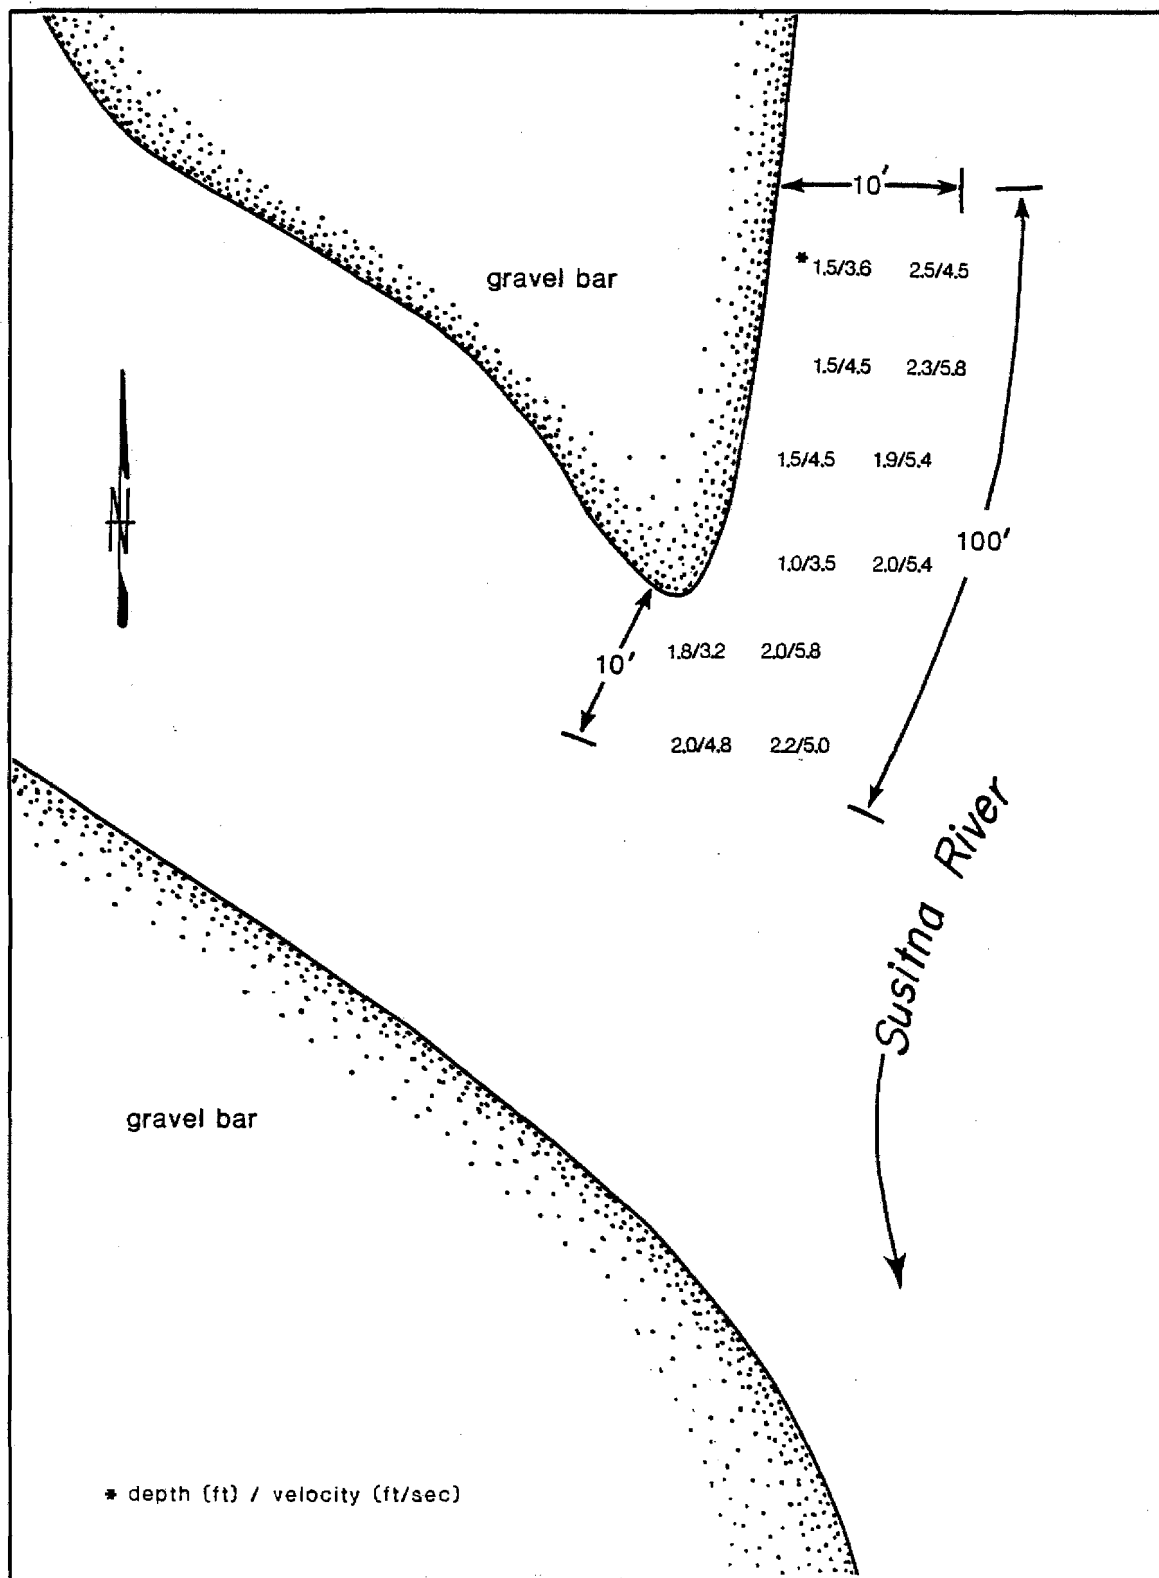 10'
* 1.5/3.6 2.5/4.5
gravel bar
1.5/4.5 2.3/5.8
1.5/4.5 1.9/5.4
N
100'
1.0/3.5 2.0/5.4
10'
1.8/3.2 2.0/5.8
2.0/4.8 2.2/5.0
Susitna River
gravel bar
* depth (ft) / velocity (ft/sec)